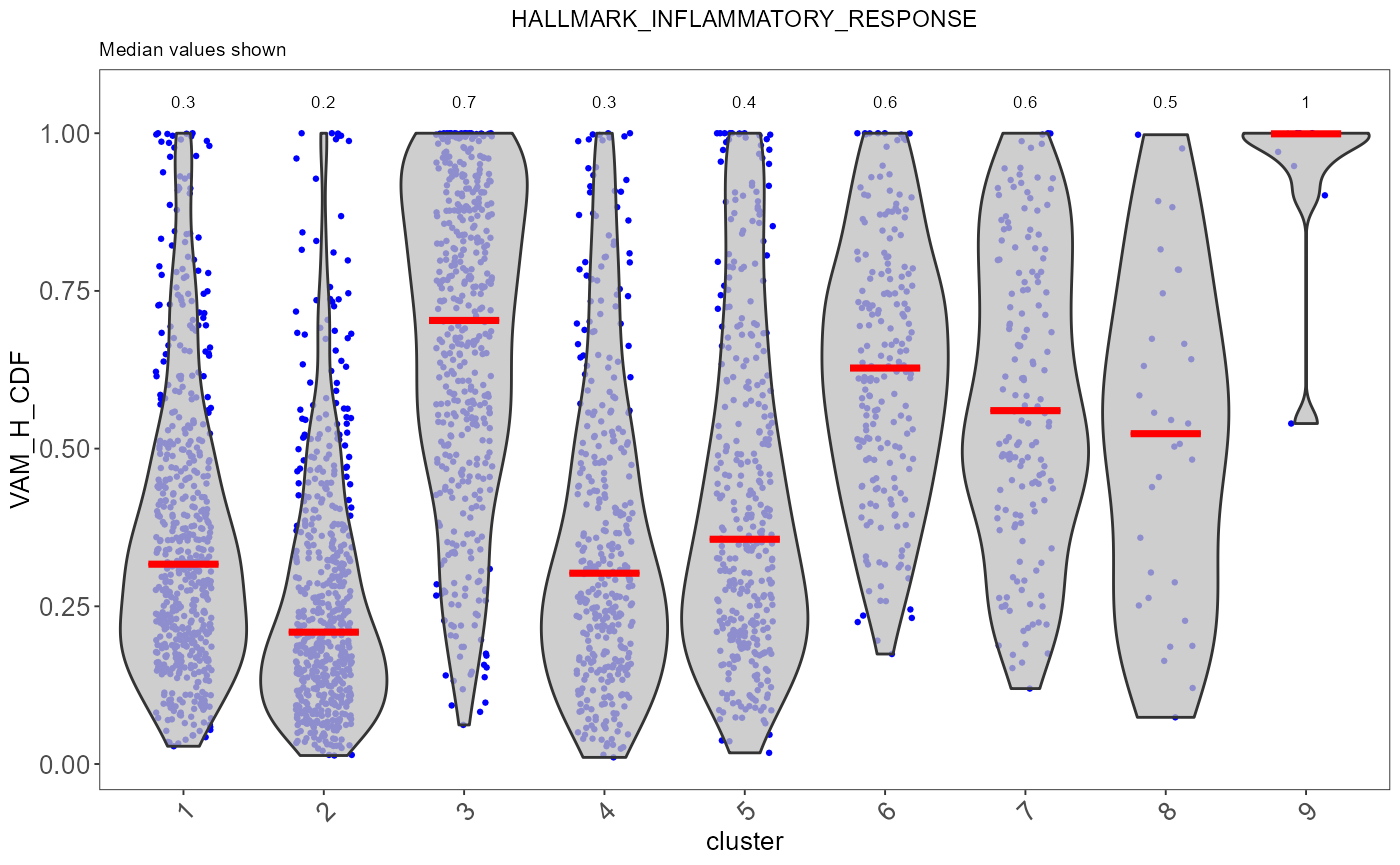 HALLMARK_INFLAMMATORY_RESPONSE
Median values shown
0.3 0.2 0.7 0.3 0.4 0.6 0.6 0.5 1
1.00
0.75
0.50
0.25
0.00
VAM_H_CDF
1 2 3 4 5 6 7 8 9
cluster